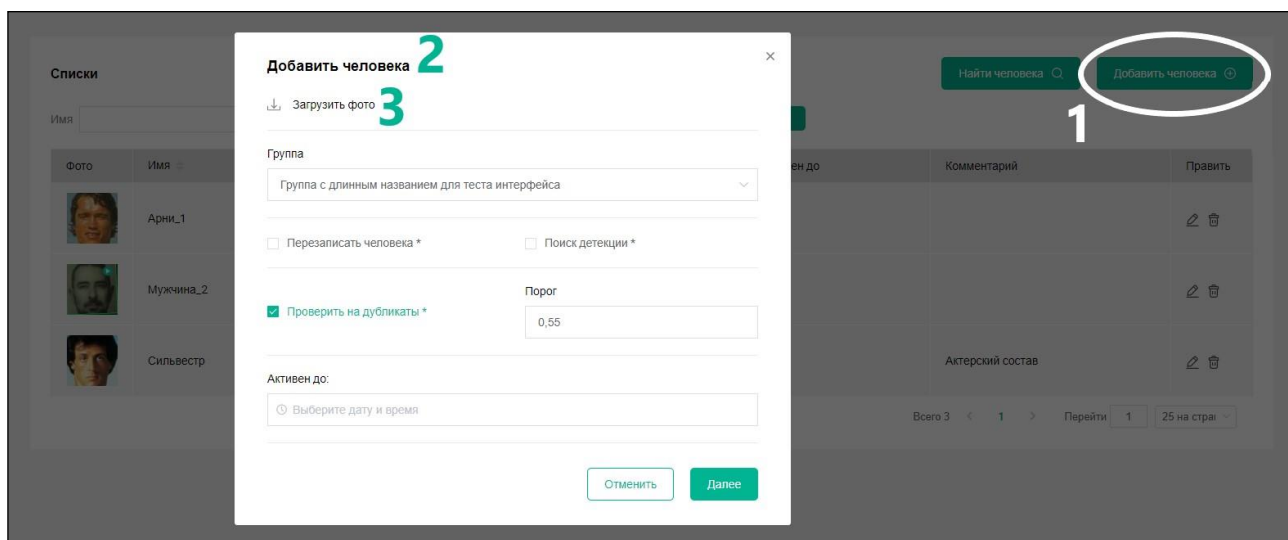 Добавить человека 2
Загрузить фото 3
Группа
Группа с длинным названием для теста интерфейса
Перезаписать человека * Поиск детекции *
Проверить на дубликаты *
Порог
0,55
Активен до:
Выберите дату и время
Отменить Далее
Списки
Найти человека Добавить человека
1
Имя
Фото Имя ен до Комментарий Править
Арни_1
Мужчина_2
Сильвестр Актерский состав
Всего 3 < 1 > Перейти 1 25 на стра